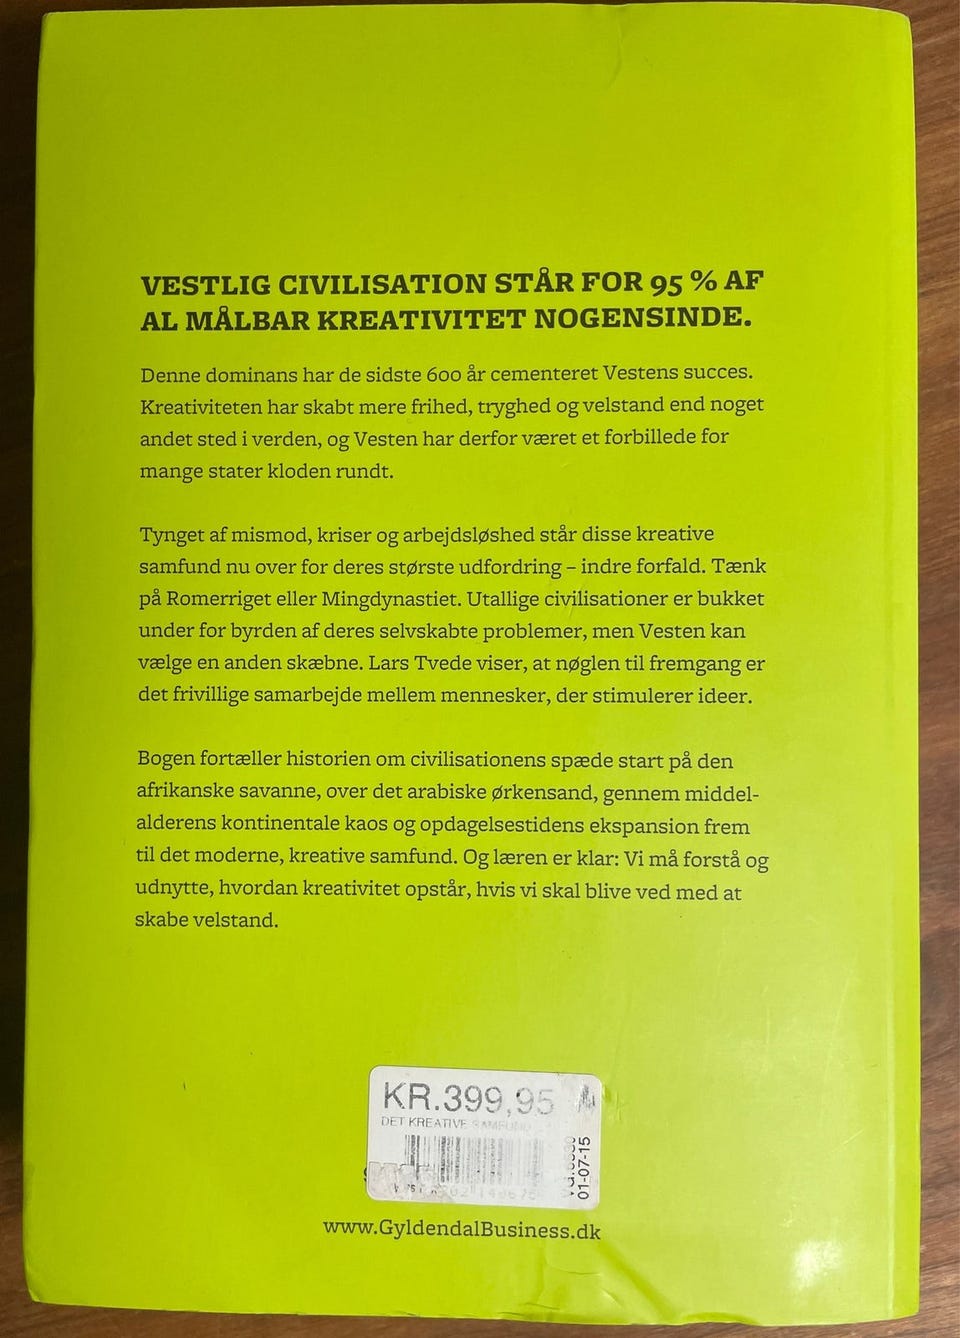 VESTLIG CIVILISATION STÅR FOR 95 % AF
AL MÅLBAR KREATIVITET NOGENSINDE.
Denne dominans har de sidste 600 år cementeret Vestens succes.
Kreativiteten har skabt mere frihed, tryghed og velstand end noget
andet sted i verden, og Vesten har derfor været et forbillede for
mange stater kloden rundt.
Tynget af mismod, kriser og arbejdsløshed står disse kreative
samfund nu over for deres største udfordring – indre forfald. Tænk
på Romerriget eller Mingdynastiet. Utallige civilisationer er bukket
under for byrden af deres selvskabte problemer, men Vesten kan
vælge en anden skæbne. Lars Tvede viser, at nøglen til fremgang er
det frivillige samarbejde mellem mennesker, der stimulerer ideer.
Bogen fortæller historien om civilisationens spæde start på den
afrikanske savanne, over det arabiske ørkensand, gennem middel-
alderens kontinentale kaos og opdagelsestidens ekspansion frem
til det moderne, kreative samfund. Og læren er klar: Vi må forstå og
udnytte, hvordan kreativitet opstår, hvis vi skal blive ved med at
skabe velstand.
KR.399,95
DET KREATIVE SAMFUND
01-07-15
www.GyldendalBusiness.dk